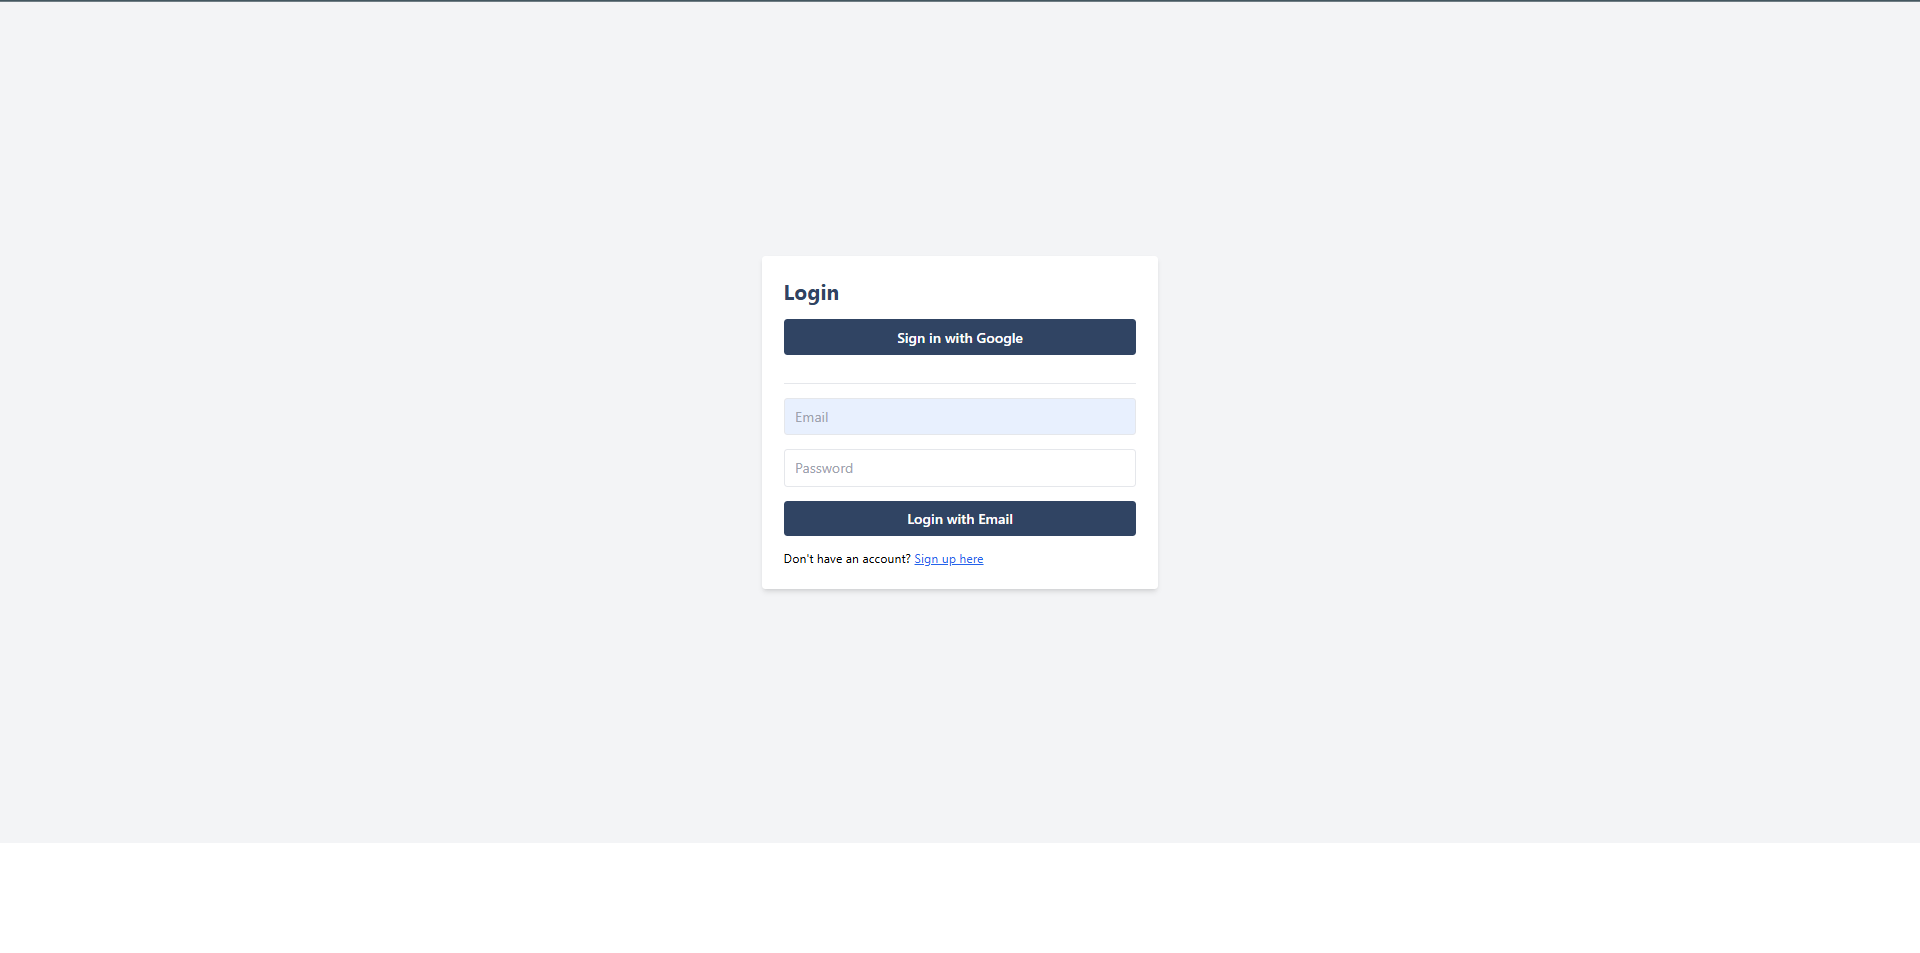 Login
Sign in with Google
Email
Password
Login with Email
Don't have an account? Sign up here